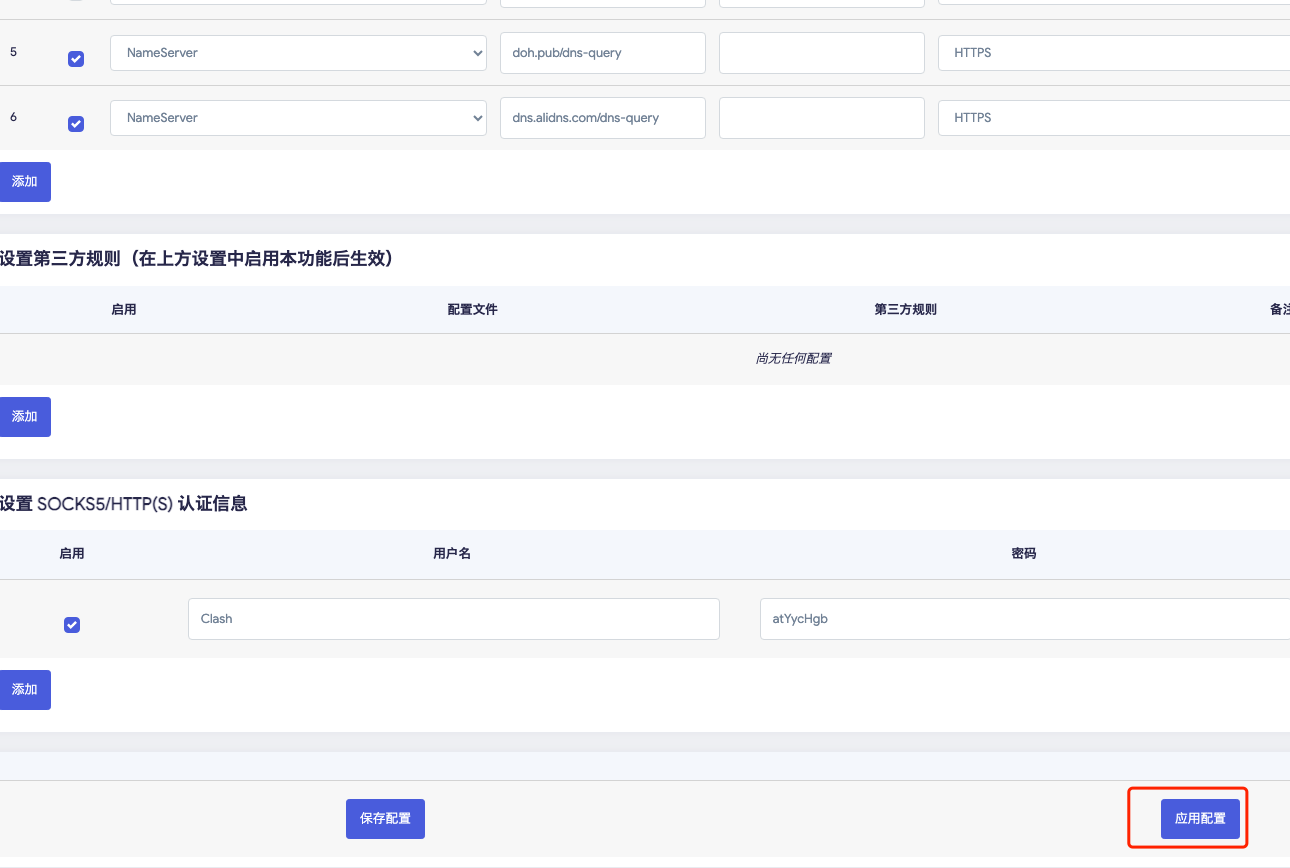 5 NameServer doh.pub/dns-query HTTPS
6 NameServer dns.alidns.com/dns-query HTTPS
添加
设置第三方规则（在上方设置中启用本功能后生效）
启用 配置文件 第三方规则 备注
尚无任何配置
添加
设置 SOCKS5/HTTP(S) 认证信息
启用 用户名 密码
Clash atYycHgb
添加
保存配置 应用配置